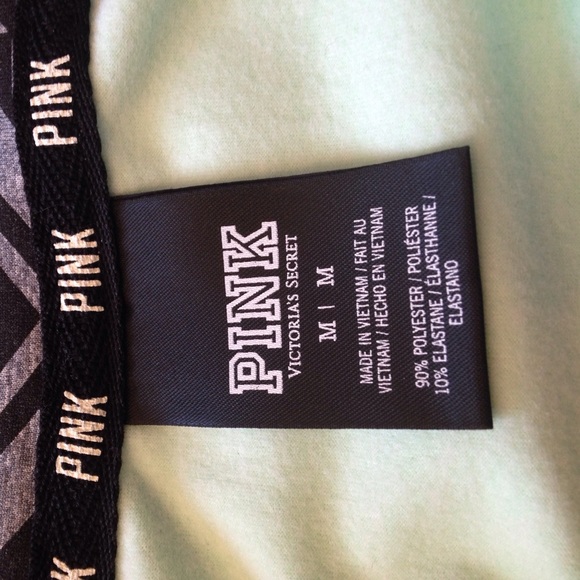 PINK
PINK
PINK
PINK
VICTORIA'S SECRET
M | M
MADE IN VIETNAM / FAIT AU
VIETNAM / HECHO EN VIETNAM
90% POLYESTER / POLIÉSTER
10% ELASTANE / ÉLASTHANNE /
ELASTANO